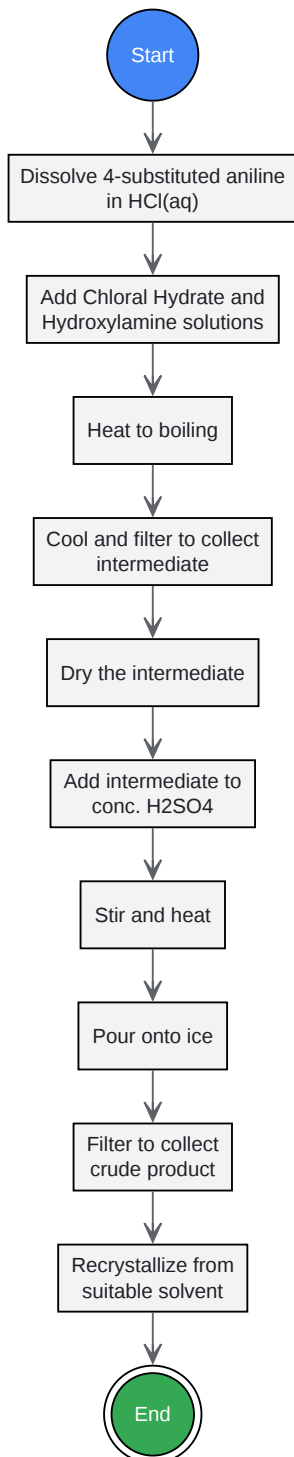 Start
Dissolve 4-substituted aniline
in HCl(aq)
Add Chloral Hydrate and
Hydroxylamine solutions
Heat to boiling
Cool and filter to collect
intermediate
Dry the intermediate
Add intermediate to
conc. H2SO4
Stir and heat
Pour onto ice
Filter to collect
crude product
Recrystallize from
suitable solvent
End